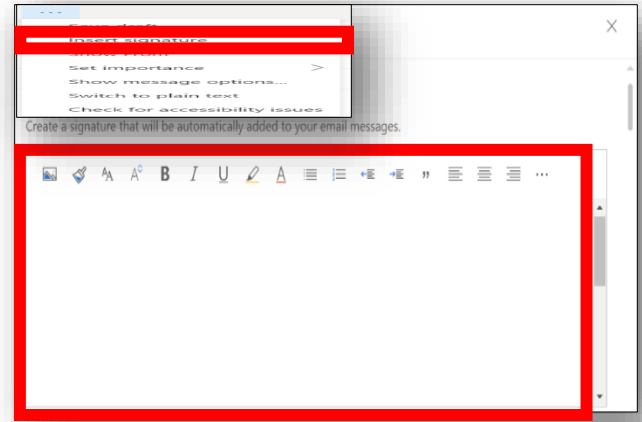 Save draft
Insert signature
Show From
Set importance >
Show message options...
Switch to plain text
Check for accessibility issues
Create a signature that will be automatically added to your email messages.
B I U A